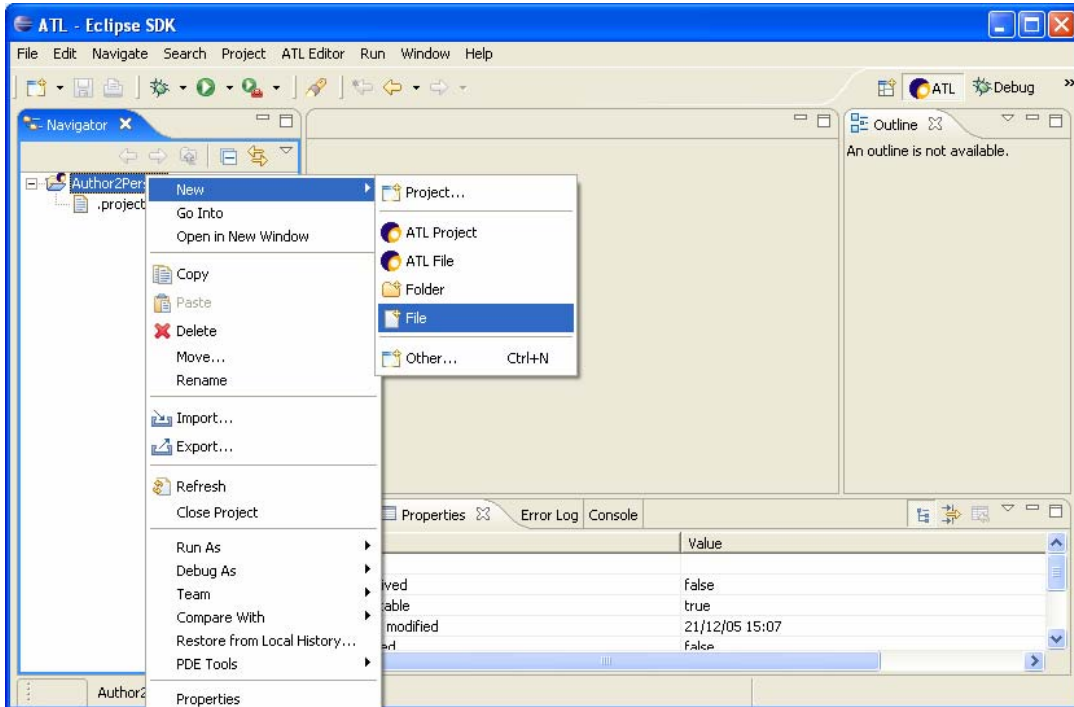 ATL - Eclipse SDK
File Edit Navigate Search Project ATL Editor Run Window Help
ATL Debug
Navigator
Outline
An outline is not available.
Author2Per
.project
New
Go Into
Open in New Window
Copy
Paste
Delete
Move...
Rename
Import...
Export...
Refresh
Close Project
Run As
Debug As
Team
Compare With
Restore from Local History...
PDE Tools
Properties
Project...
ATL Project
ATL File
Folder
File
Other... Ctrl+N
Properties Error Log Console
Value
ived false
table true
modified 21/12/05 15:07
ed false
Author2